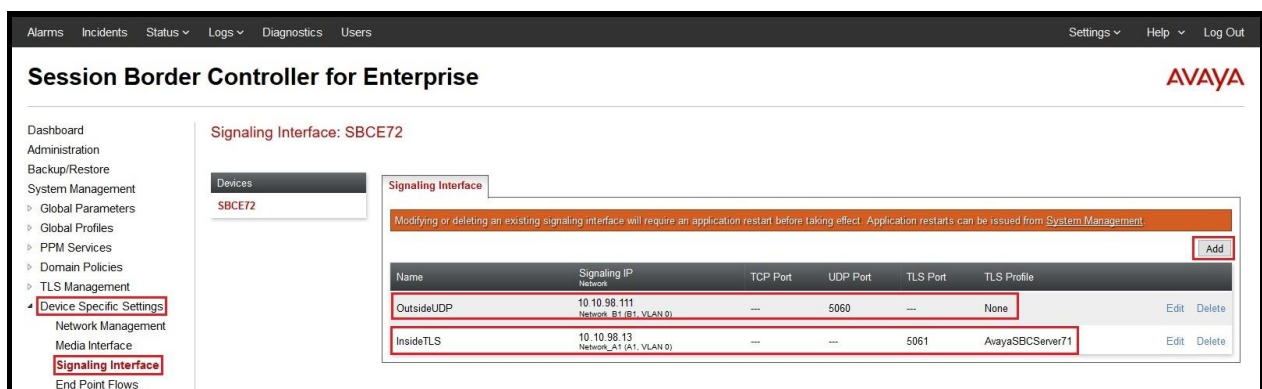 Alarms Incidents Status Logs Diagnostics Users Settings Help Log Out
Session Border Controller for Enterprise
AVAYA
Dashboard
Administration
Backup/Restore
System Management
Global Parameters
Global Profiles
PPM Services
Domain Policies
TLS Management
Device Specific Settings
Network Management
Media Interface
Signaling Interface
End Point Flows
Signaling Interface: SBCE72
Devices
SBCE72
Signaling Interface
Modifying or deleting an existing signaling interface will require an application restart before taking effect. Application restarts can be issued from System Management.
Add
Name Signaling IP TCP Port UDP Port TLS Port TLS Profile
Network
OutsideUDP 10.10.98.111 --- 5060 --- None Edit Delete
Network_B1 (B1, VLAN 0)
InsideTLS 10.10.98.13 --- --- 5061 AvayaSBCServer71 Edit Delete
Network_A1 (A1, VLAN 0)